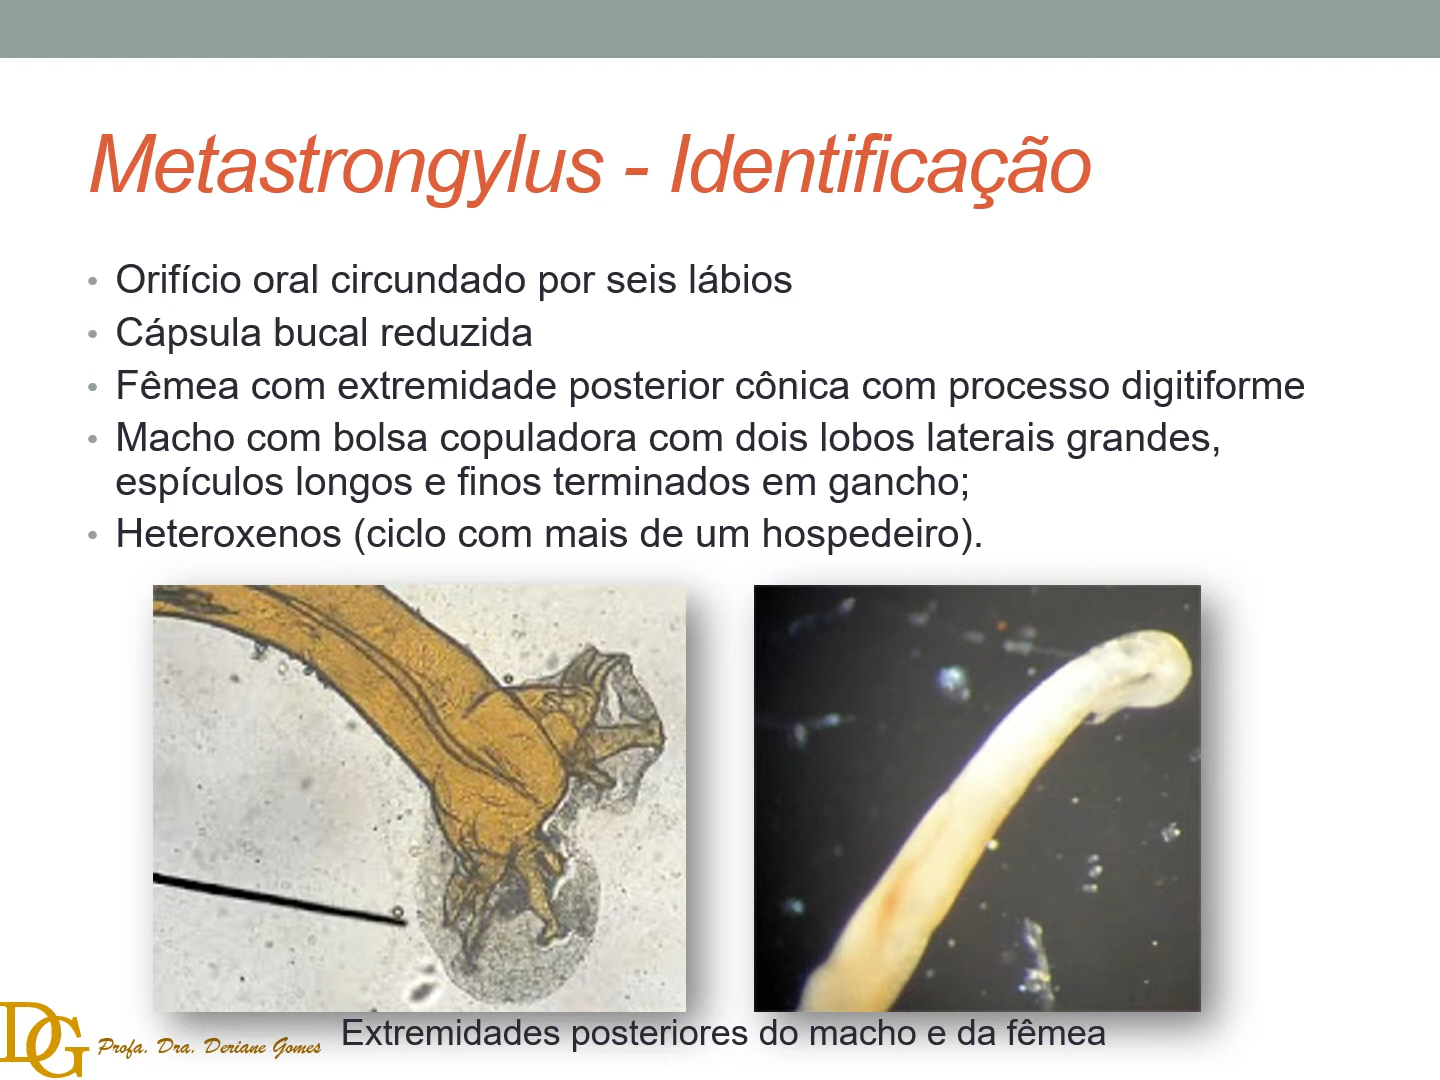 Metastrongylus - Identificação
• Orifício oral circundado por seis lábios
• Cápsula bucal reduzida
• Fêmea com extremidade posterior cônica com processo digitiforme
• Macho com bolsa copuladora com dois lobos laterais grandes,
espículos longos e finos terminados em gancho;
• Heteroxenos (ciclo com mais de um hospedeiro).
Extremidades posteriores do macho e da fêmea
DG Profa. Dra. Deriane Gomes